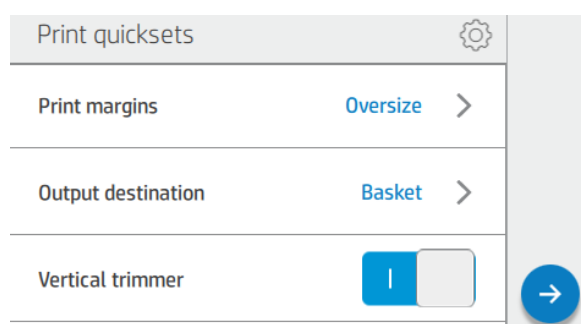 Print quicksets
Print margins Oversize
Output destination Basket
Vertical trimmer